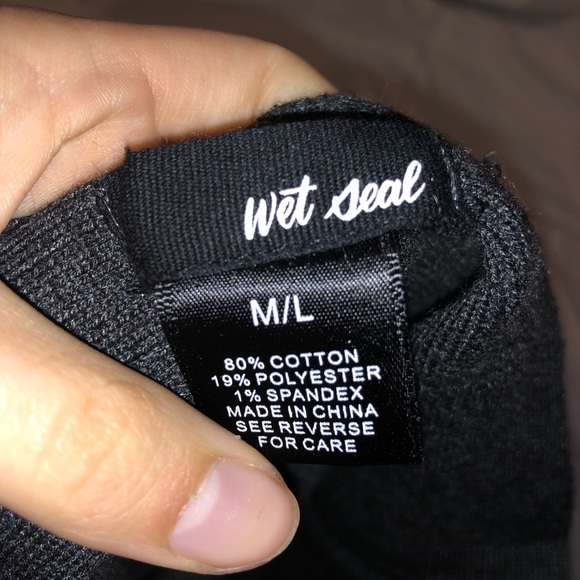 Wet Seal
M/L
80% COTTON
19% POLYESTER
1% SPANDEX
MADE IN CHINA
SEE REVERSE
FOR CARE